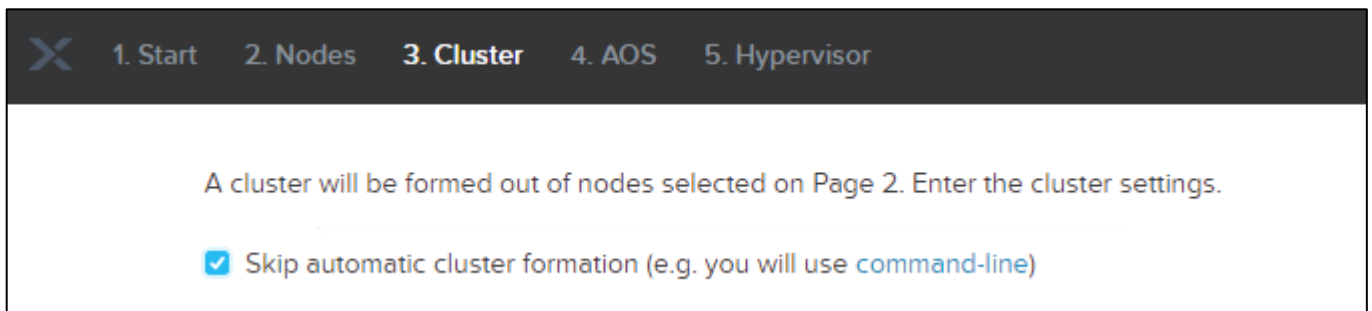 1. Start 2. Nodes 3. Cluster 4. AOS 5. Hypervisor
A cluster will be formed out of nodes selected on Page 2. Enter the cluster settings.
Skip automatic cluster formation (e.g. you will use command-line)